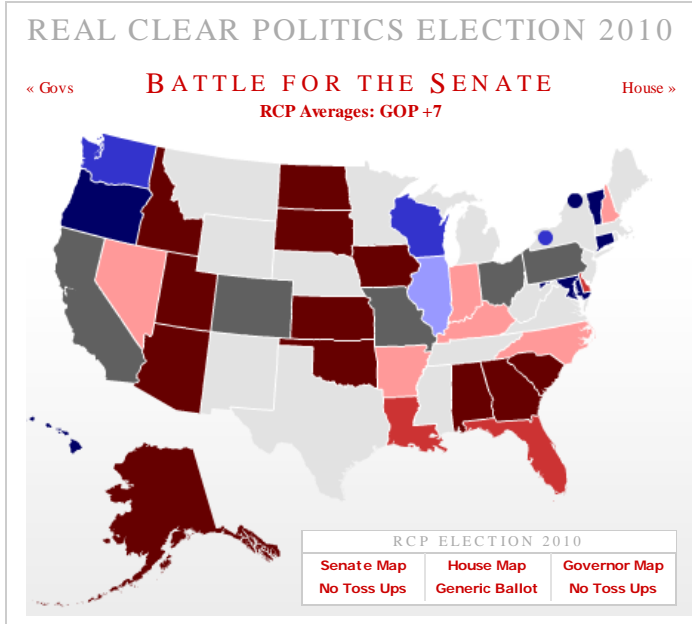 REAL CLEAR POLITICS ELECTION 2010
« Govs BATTLE FOR THE SENATE House »
RCP Averages: GOP +7
RCP ELECTION 2010
Senate Map House Map Governor Map
No Toss Ups Generic Ballot No Toss Ups